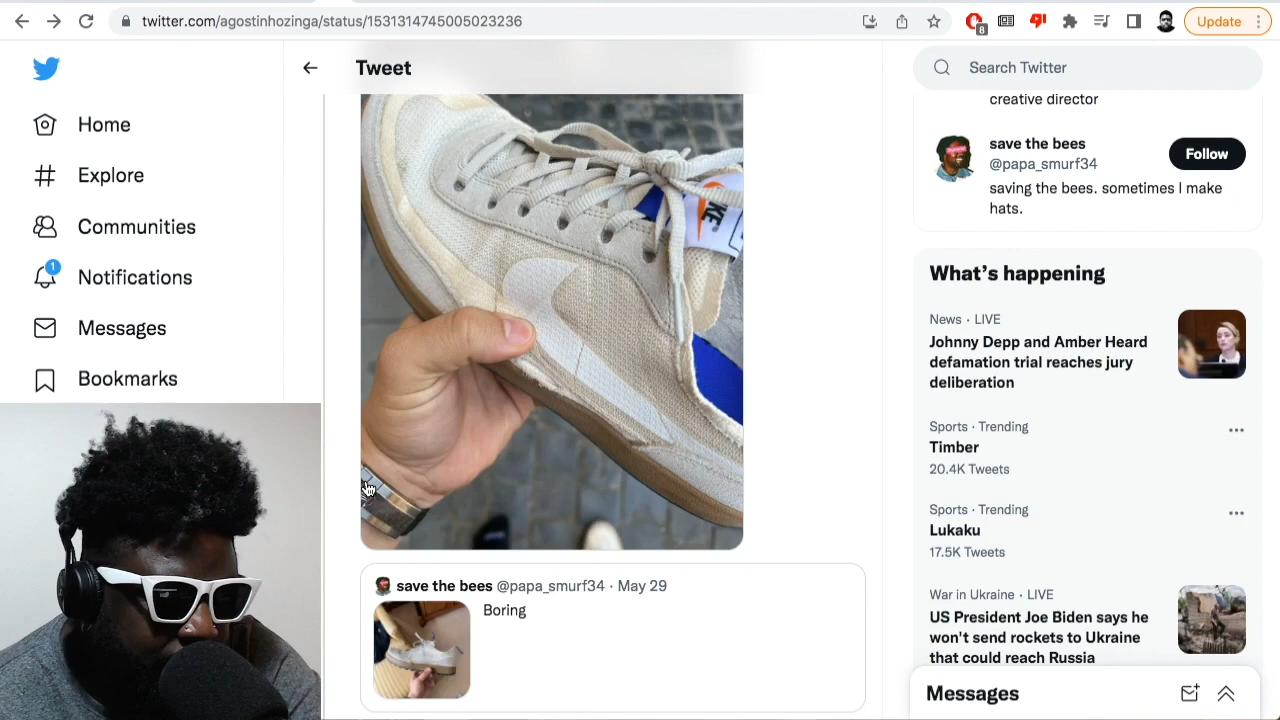 twitter.com/agostinhozinga/status/1531314745005023236
8
Update
Tweet
Search Twitter
Home
Explore
Communities
1
Notifications
Messages
Bookmarks
creative director
save the bees
@papa_smurf34
Follow
saving the bees. sometimes I make
hats.
What's happening
News · LIVE
Johnny Depp and Amber Heard
defamation trial reaches jury
deliberation
Sports · Trending
Timber
20.4K Tweets
Sports · Trending
Lukaku
17.5K Tweets
War in Ukraine · LIVE
US President Joe Biden says he
won't send rockets to Ukraine
that could reach Russia
Messages
save the bees @papa_smurf34 · May 29
Boring